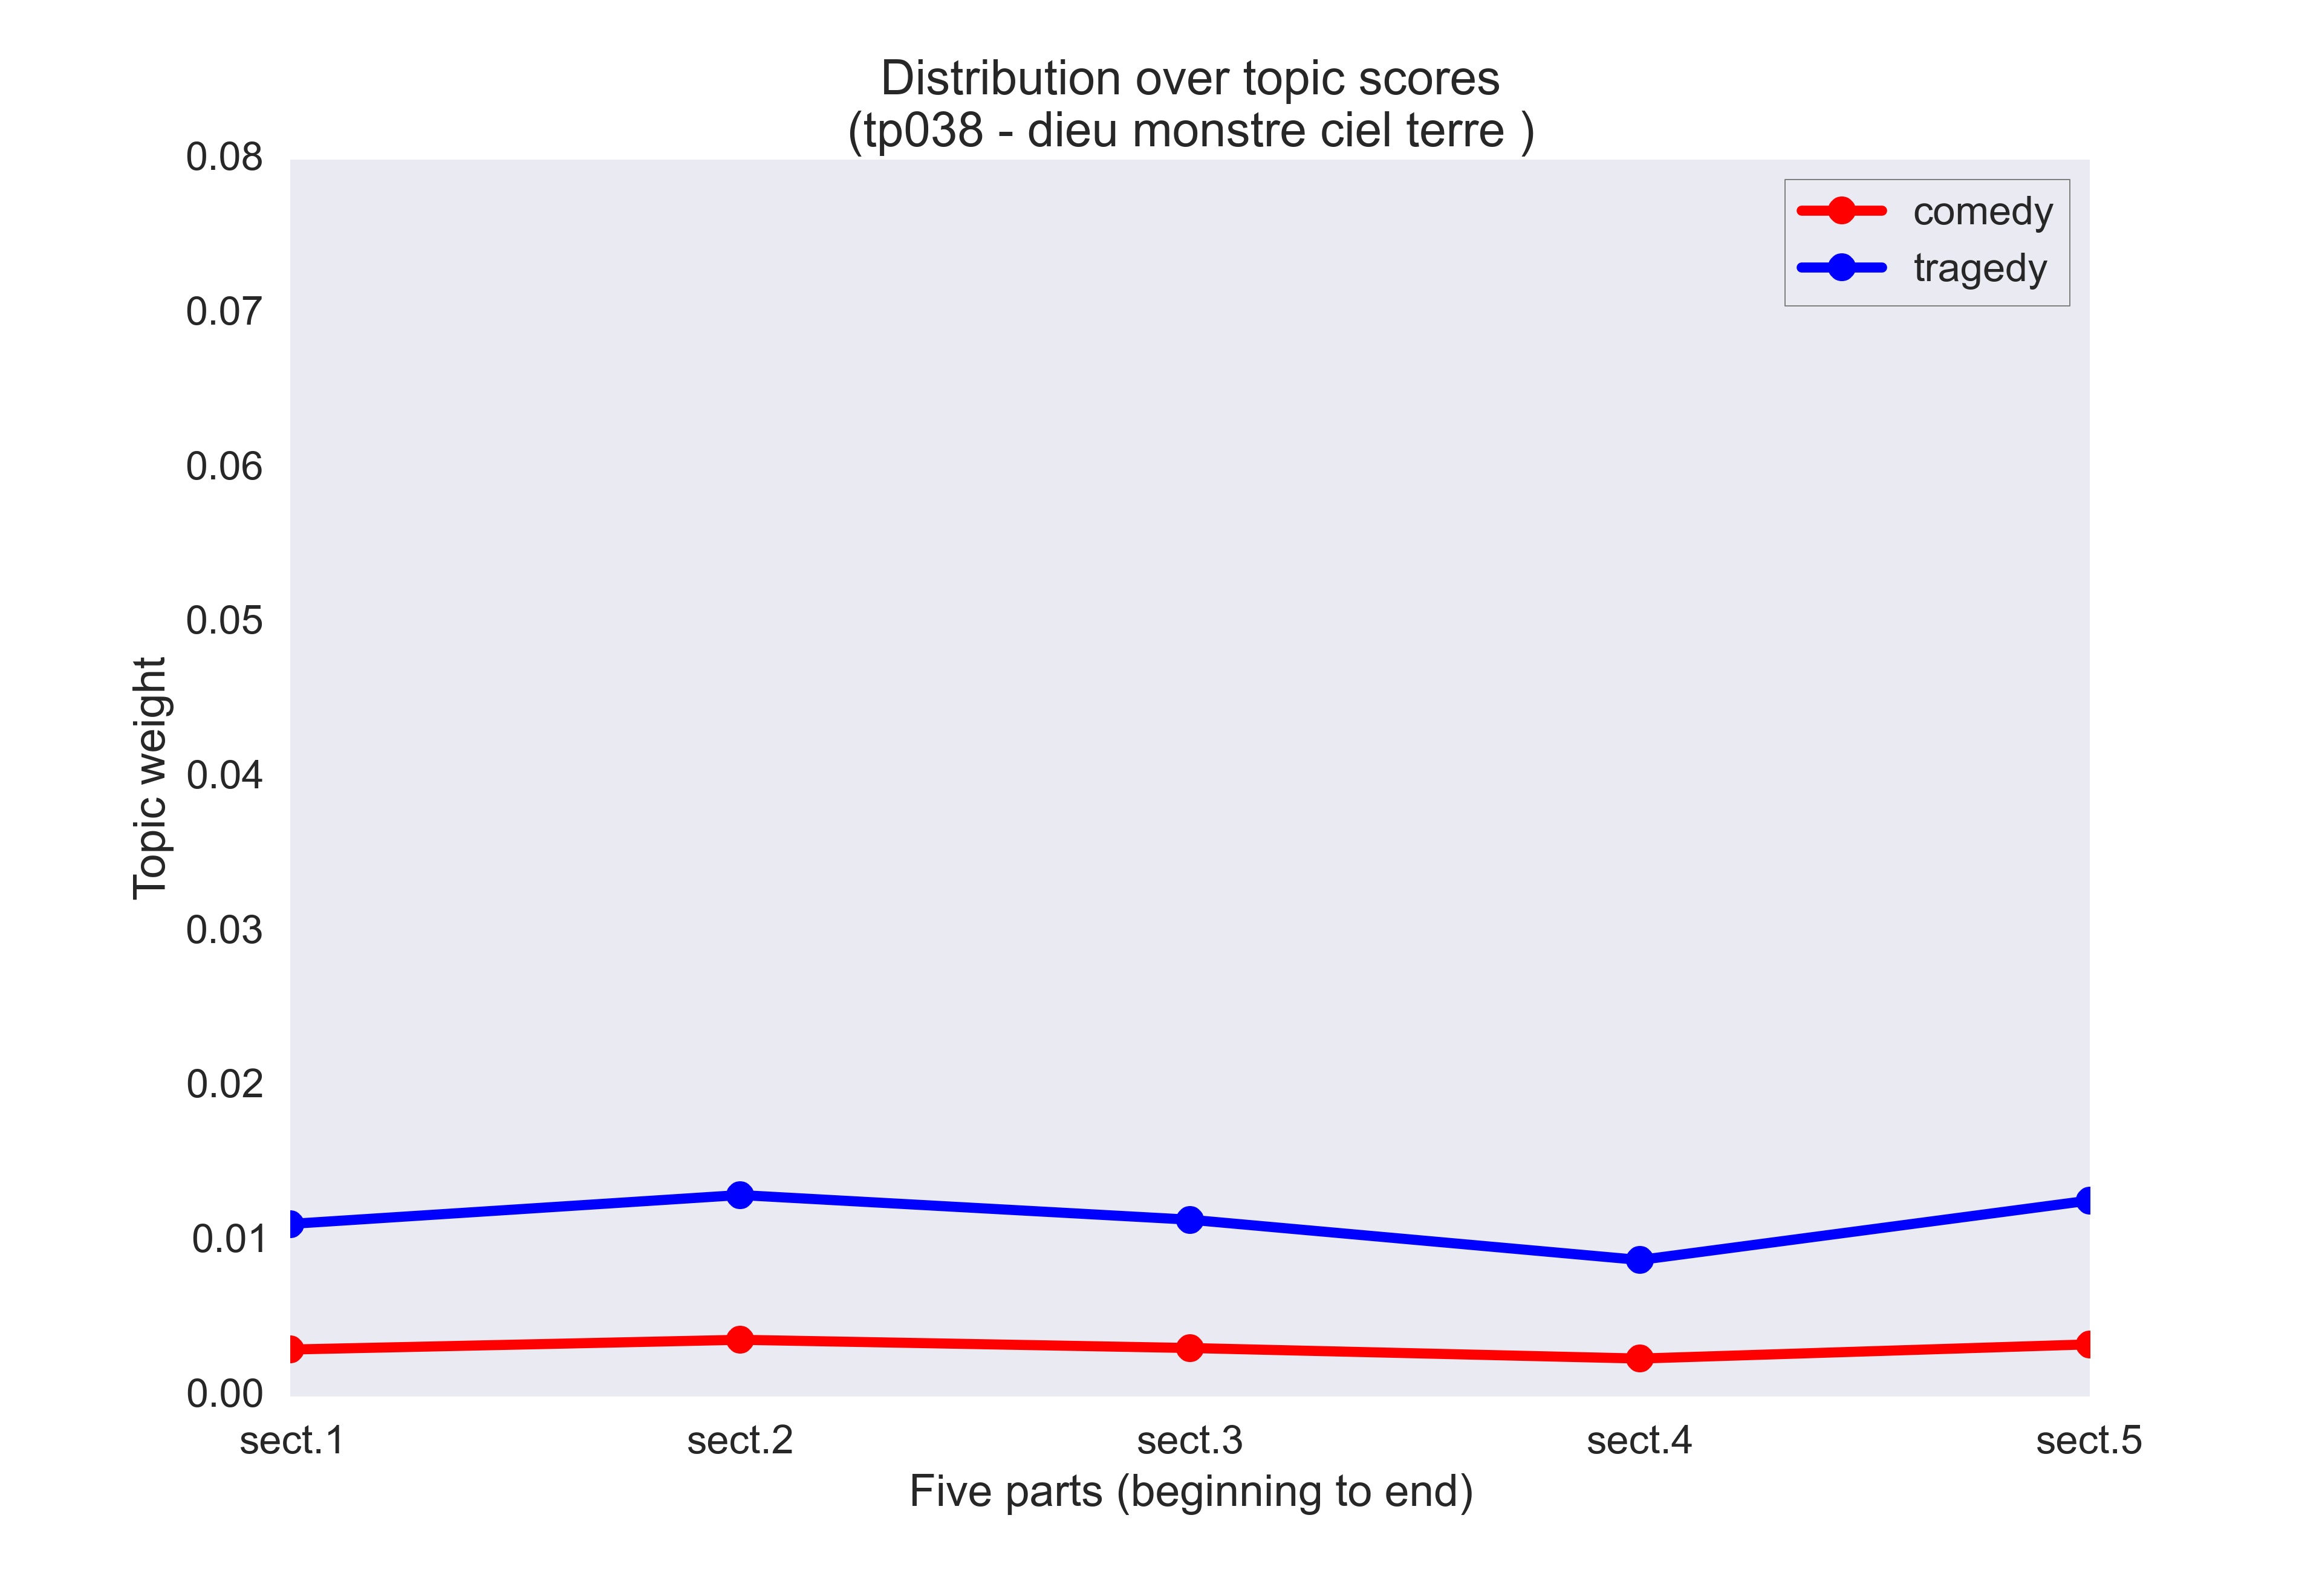 Distribution over topic scores
(tp038 - dieu monstre ciel terre )
comedy
tragedy
Topic weight
0.08
0.07
0.06
0.05
0.04
0.03
0.02
0.01
0.00
sect.1 sect.2 sect.3 sect.4 sect.5
Five parts (beginning to end)